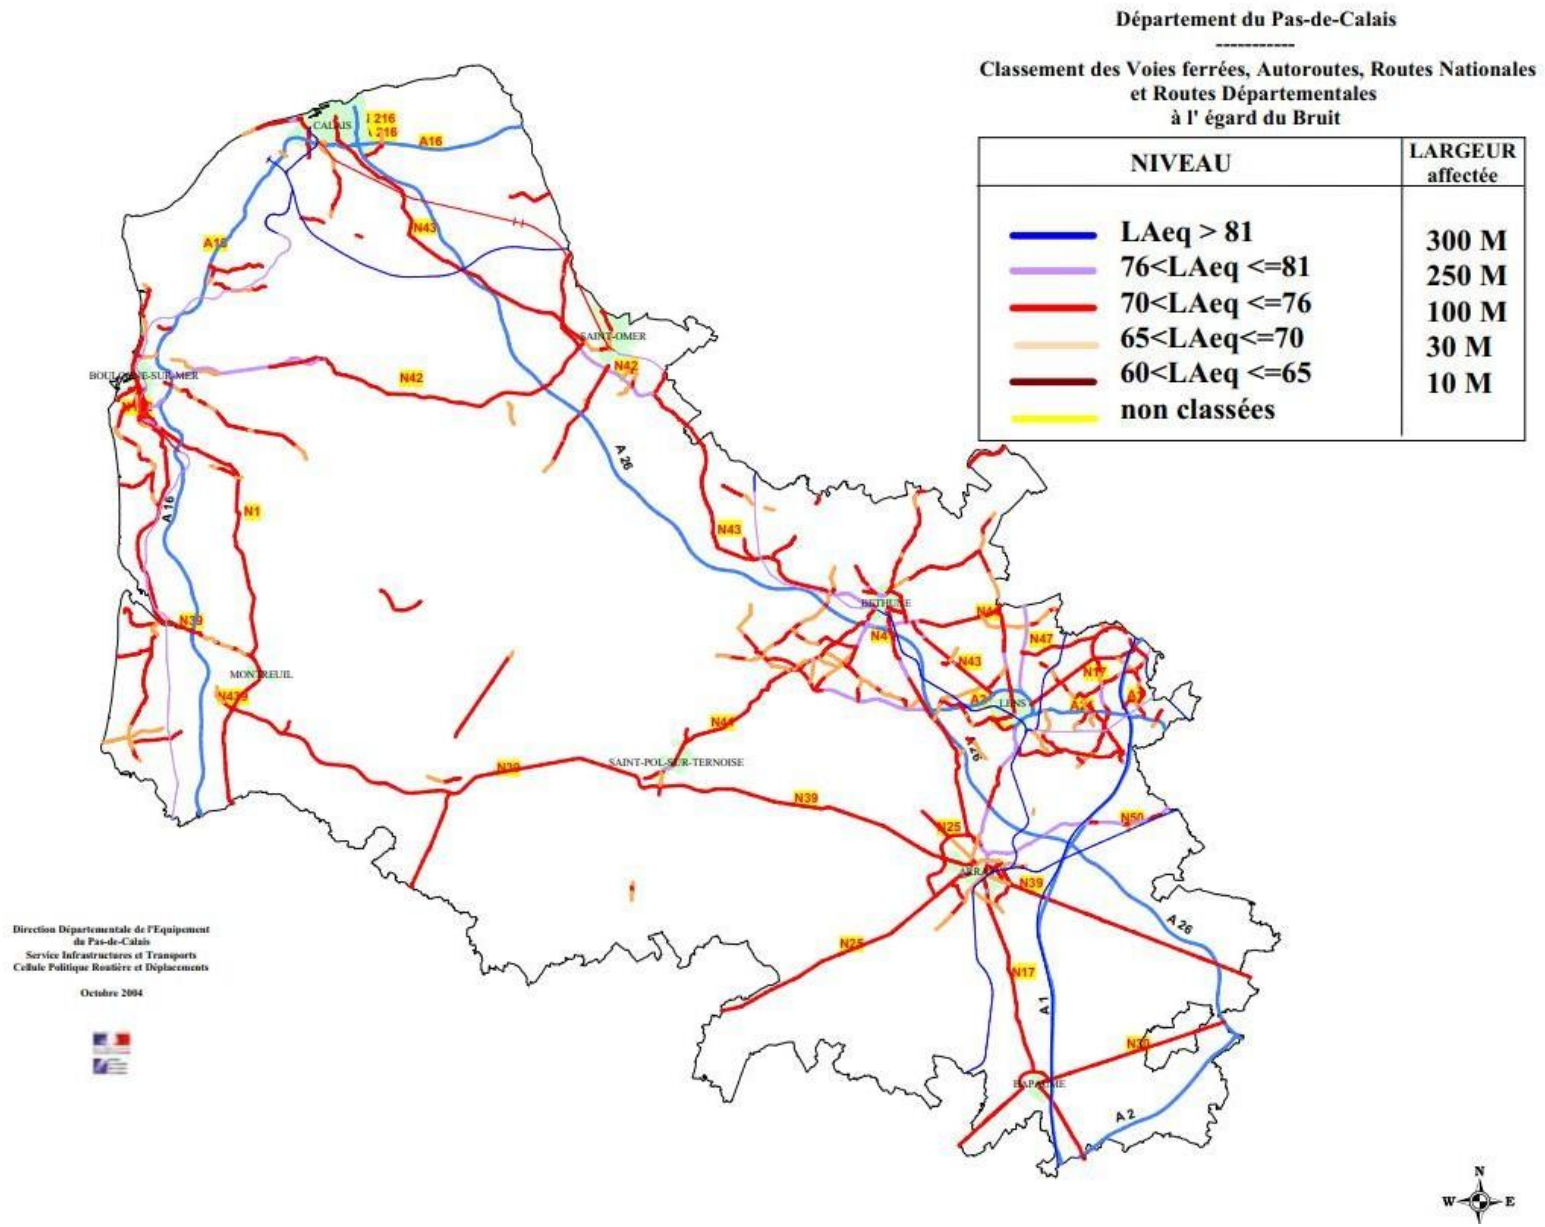 Département du Pas-de-Calais
-----------
Classement des Voies ferrées, Autoroutes, Routes Nationales
et Routes Départementales
à l' égard du Bruit
NIVEAU
LARGEUR
affectée
LAeq > 81
300 M
76<LAeq <=81
250 M
70<LAeq <=76
100 M
65<LAeq<=70
30 M
60<LAeq <=65
10 M
non classées
CALAIS
216
216
A16
N43
SAINT-OMER
N42
BOULOGNE-SUR-MER
N42
A 26
A 16
N1
N43
BETHUNE
N47
N41
N43
N17
N39
MONTREUIL
LENS
N39
SAINT-POL-SUR-TERNOISE
A 26
N39
N25
N50
ARRAS
N39
A 26
N25
N17
A 1
N30
BAPAUME
A 2
Direction Départementale de l'Equipement
du Pas-de-Calais
Service Infrastructures et Transports
Cellule Politique Routière et Déplacements
Octobre 2004
N
W
E
S